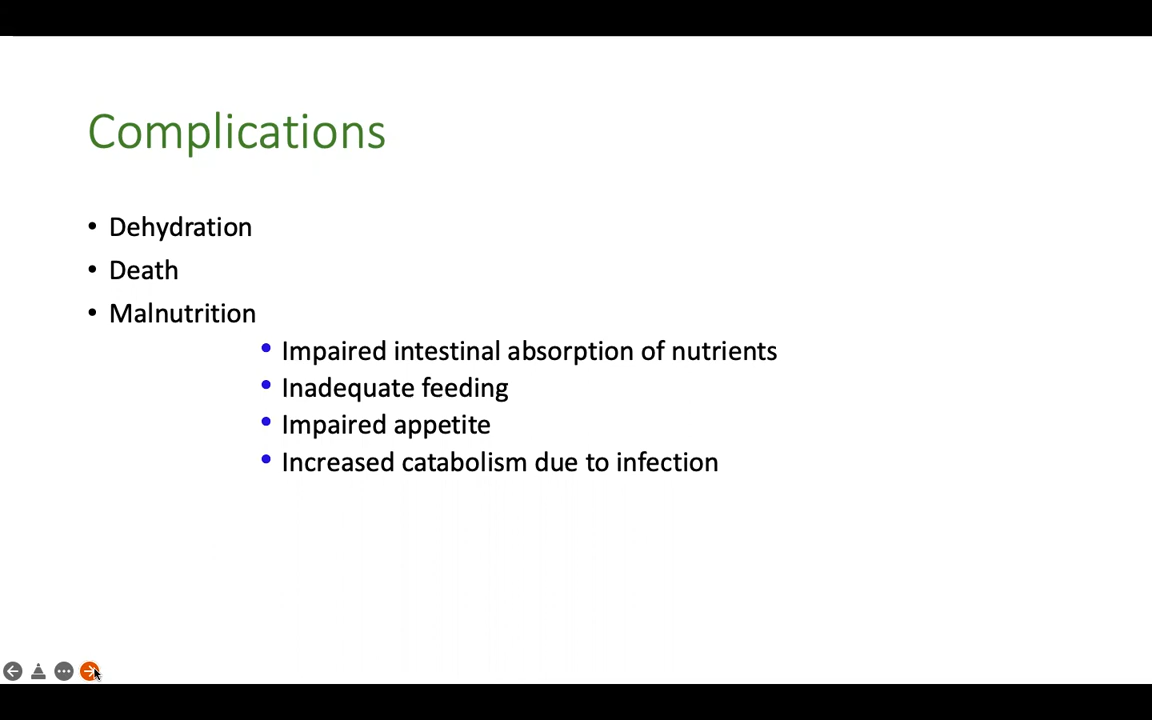 Complications
• Dehydration
• Death
• Malnutrition
• Impaired intestinal absorption of nutrients
• Inadequate feeding
• Impaired appetite
• Increased catabolism due to infection